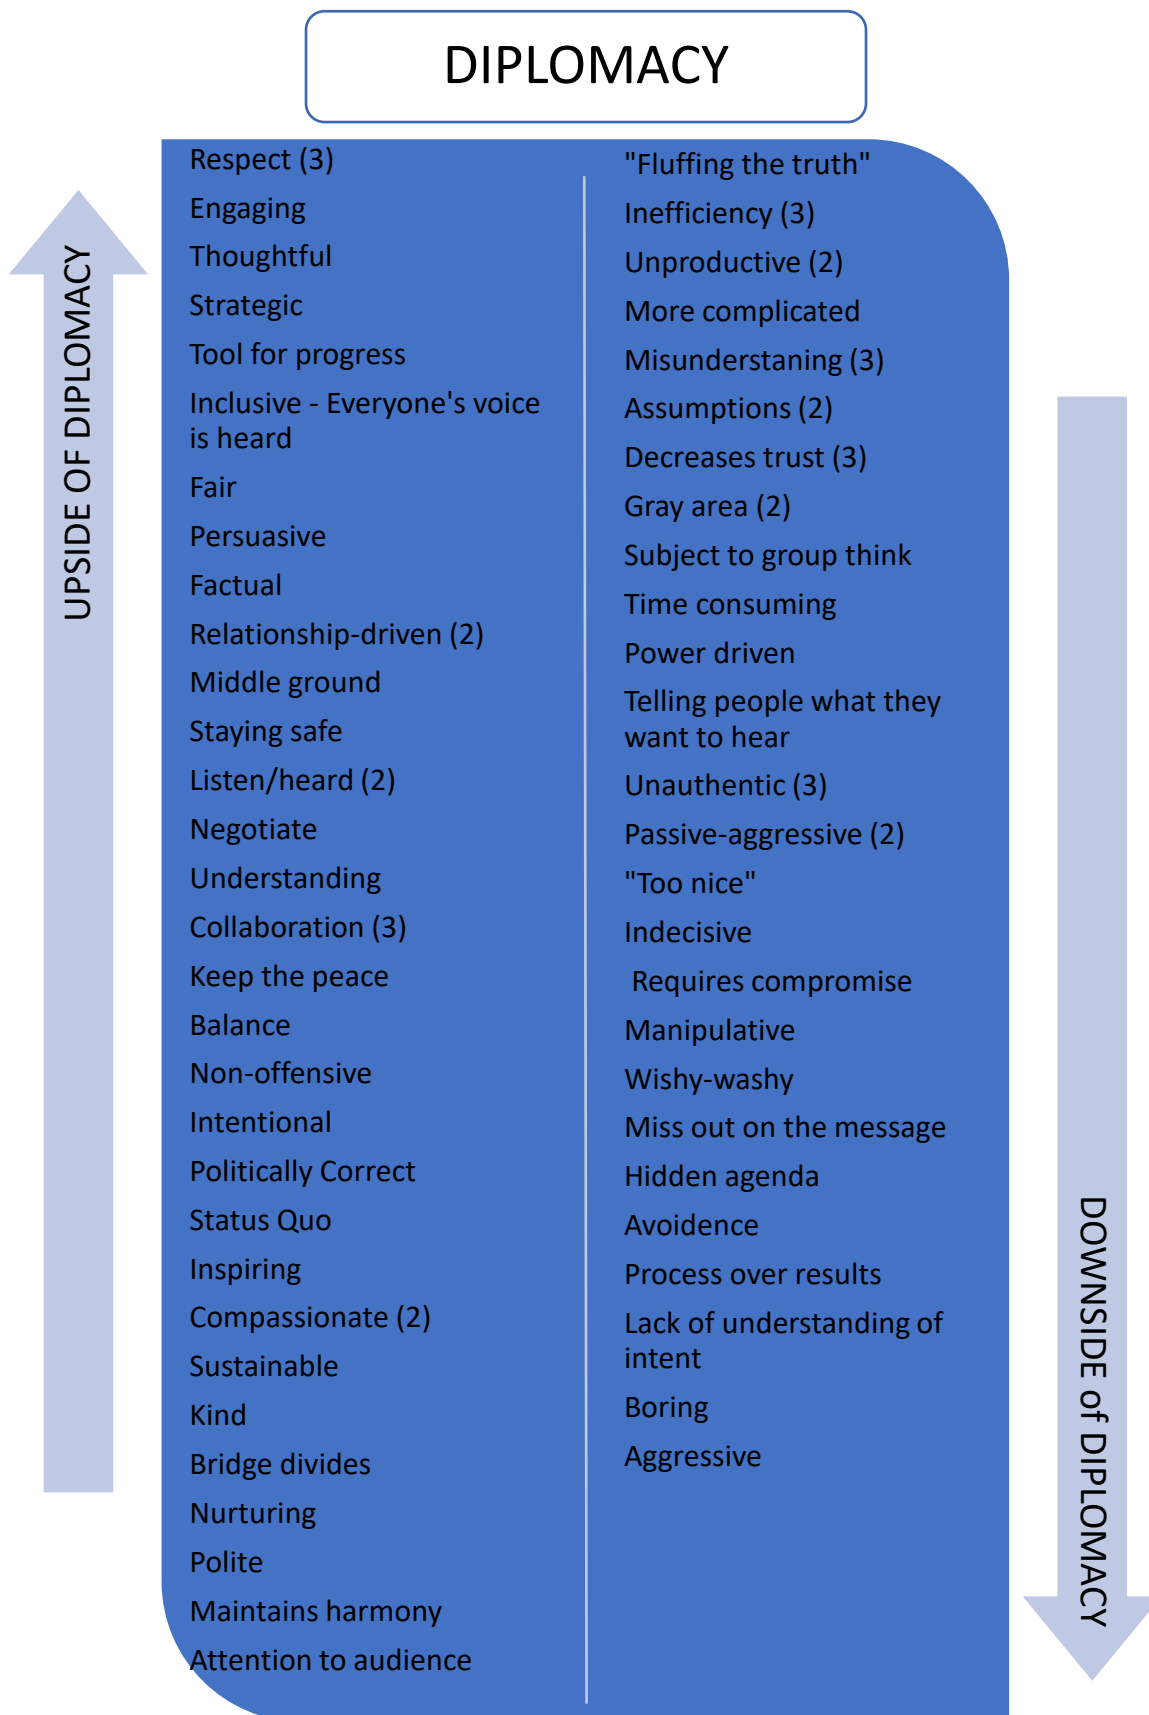 DIPLOMACY
UPSIDE OF DIPLOMACY
Respect (3)
Engaging
Thoughtful
Strategic
Tool for progress
Inclusive - Everyone's voice
is heard
Fair
Persuasive
Factual
Relationship-driven (2)
Middle ground
Staying safe
Listen/heard (2)
Negotiate
Understanding
Collaboration (3)
Keep the peace
Balance
Non-offensive
Intentional
Politically Correct
Status Quo
Inspiring
Compassionate (2)
Sustainable
Kind
Bridge divides
Nurturing
Polite
Maintains harmony
Attention to audience
"Fluffing the truth"
Inefficiency (3)
Unproductive (2)
More complicated
Misunderstaning (3)
Assumptions (2)
Decreases trust (3)
Gray area (2)
Subject to group think
Time consuming
Power driven
Telling people what they
want to hear
Unauthentic (3)
Passive-aggressive (2)
"Too nice"
Indecisive
Requires compromise
Manipulative
Wishy-washy
Miss out on the message
Hidden agenda
Avoidence
Process over results
Lack of understanding of
intent
Boring
Aggressive
DOWNSIDE of DIPLOMACY